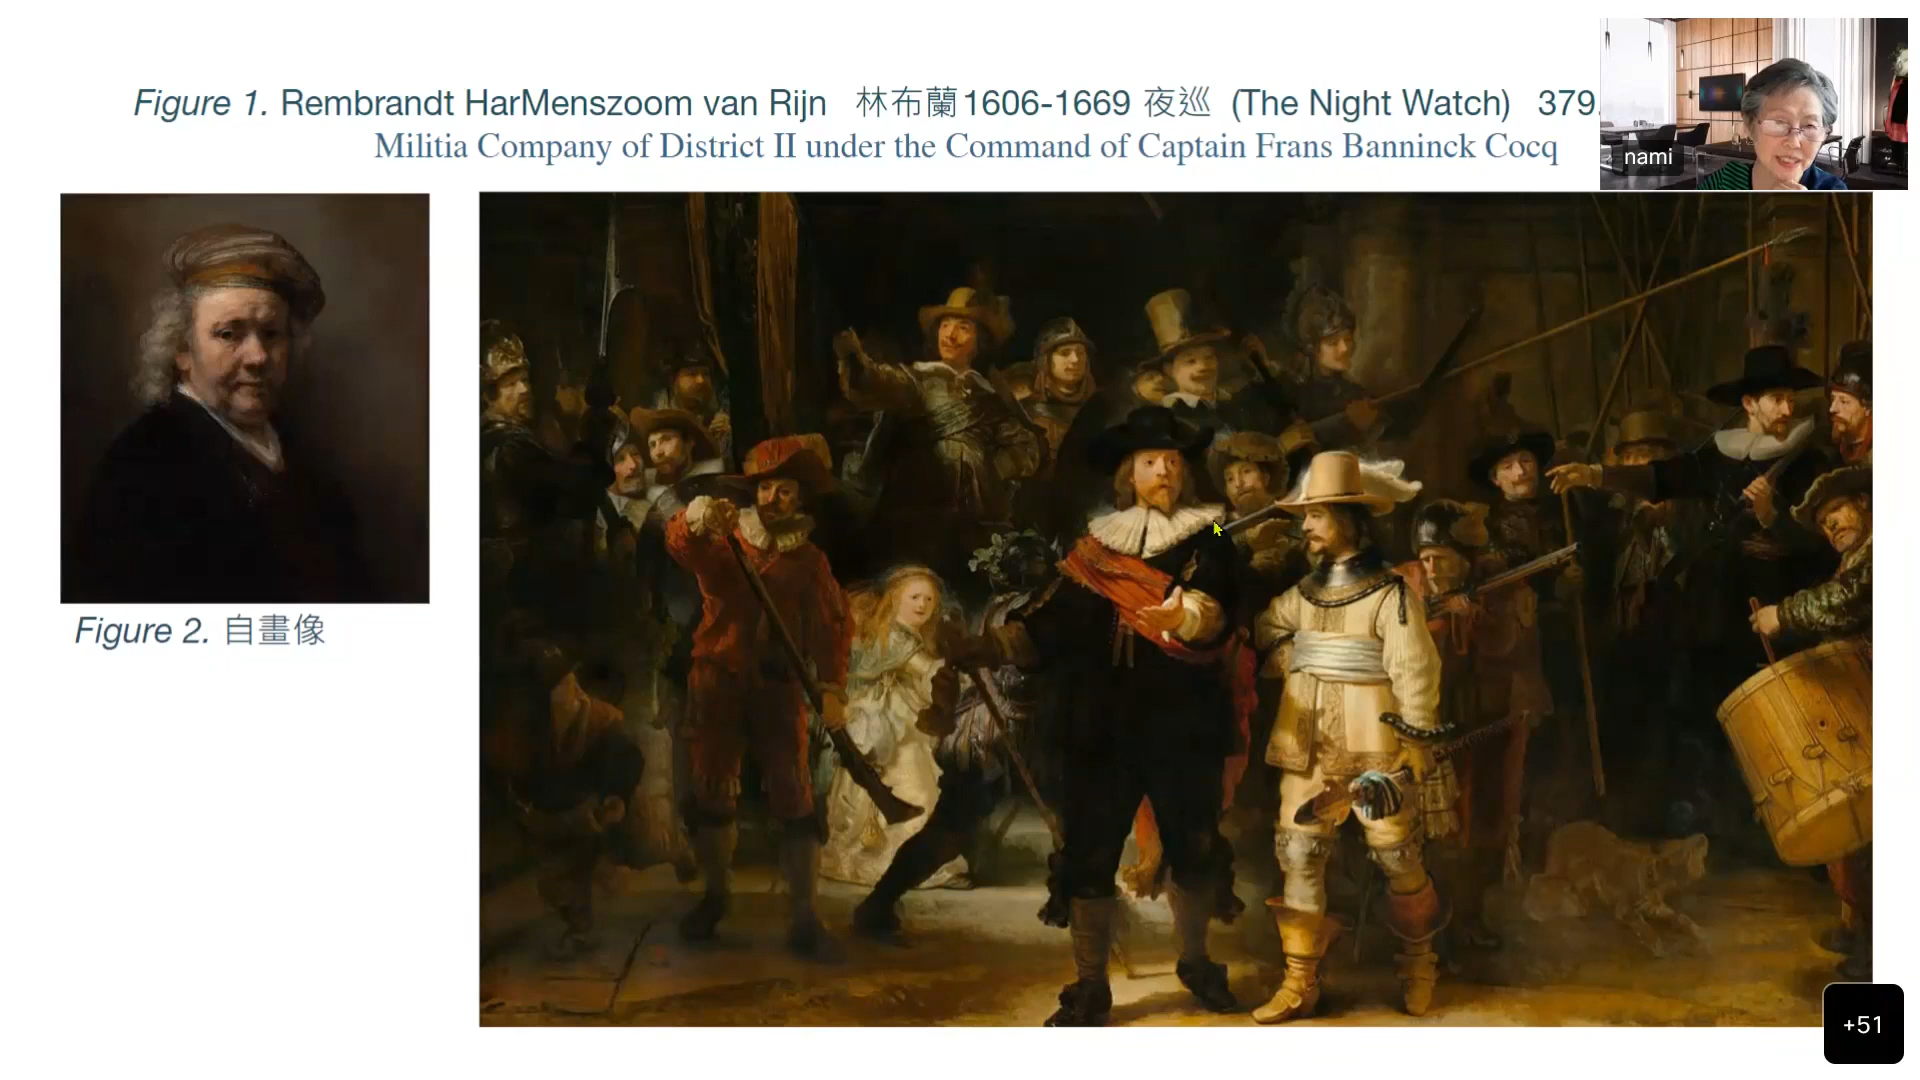 Figure 1. Rembrandt HarMenszoom van Rijn 林布蘭1606-1669 夜巡 (The Night Watch) 379.
Militia Company of District II under the Command of Captain Frans Banninck Cocq
nami
Figure 2. 自畫像
+51